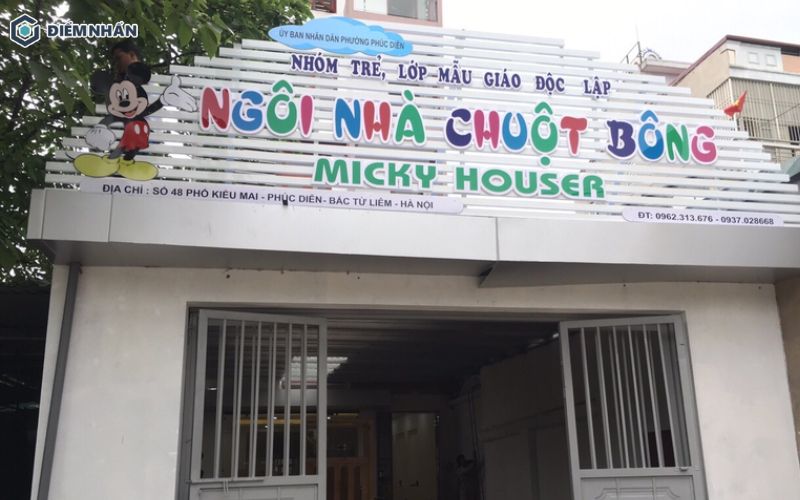 ĐIỂM NHẤN
ỦY BAN NHÂN DÂN PHƯỜNG PHÚC DIỄN
NHÓM TRẺ, LỚP MẪU GIÁO ĐỘC LẬP
NGÔI NHÀ CHUỘT BÔNG
MICKY HOUSER
ĐỊA CHỈ : SỐ 48 PHỐ KIỀU MAI - PHÚC DIỄN- BẮC TỪ LIÊM - HÀ NỘI
ĐT: 0962.313.676 - 0937.028668